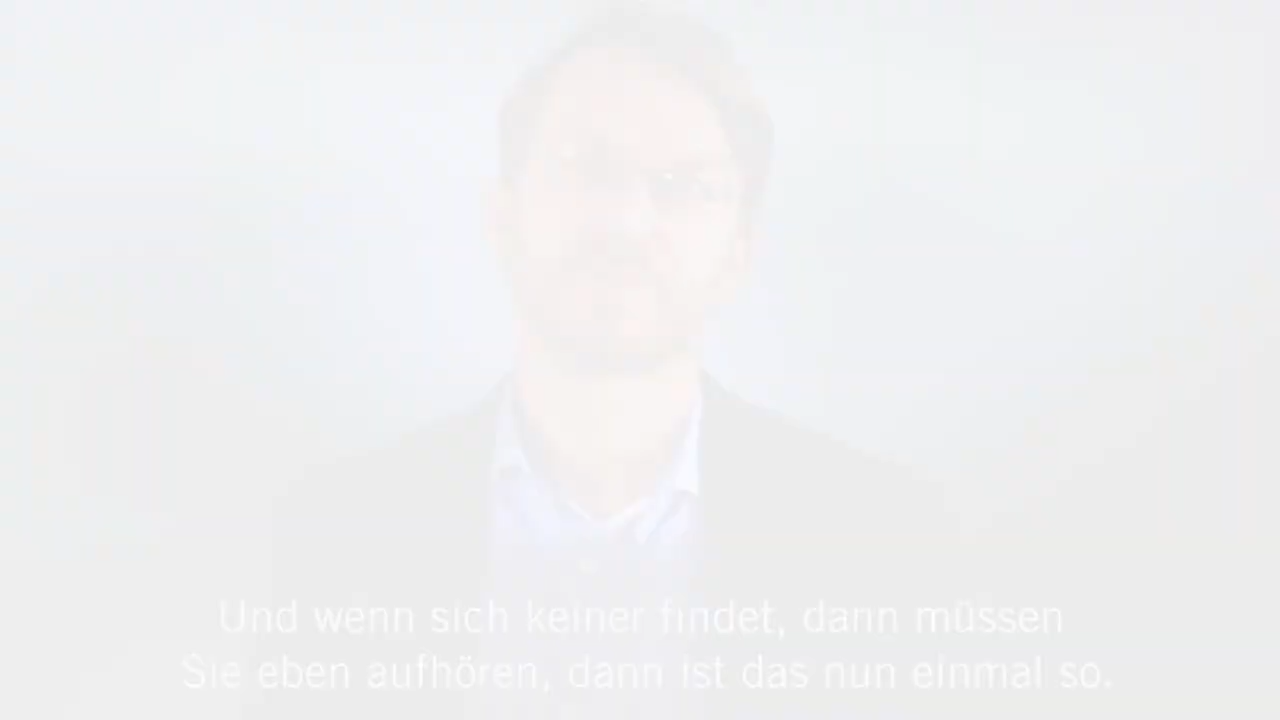 Und wenn sich keiner findet, dann müssen
Sie eben aufhören, dann ist das nun einmal so.